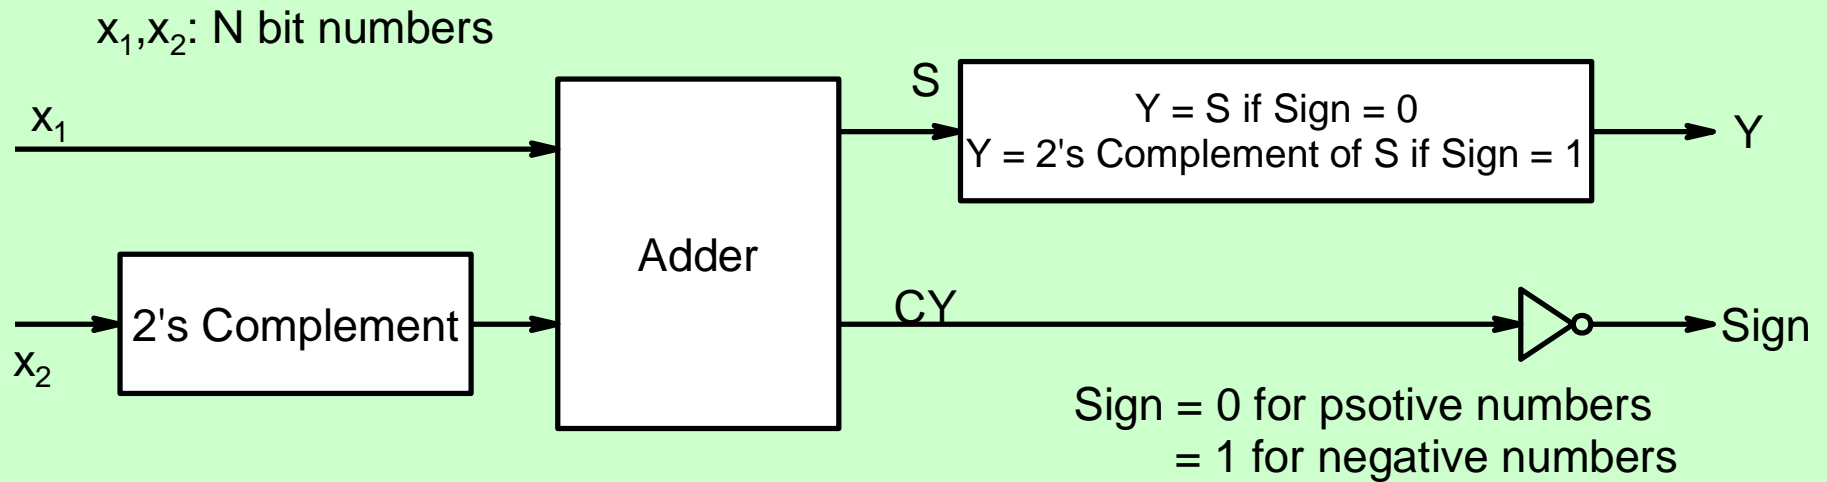 x₁,x₂: N bit numbers
x₁
S
Y = S if Sign = 0
Y = 2's Complement of S if Sign = 1
Y
Adder
2's Complement
x₂
CY
Sign
Sign = 0 for psotive numbers
= 1 for negative numbers